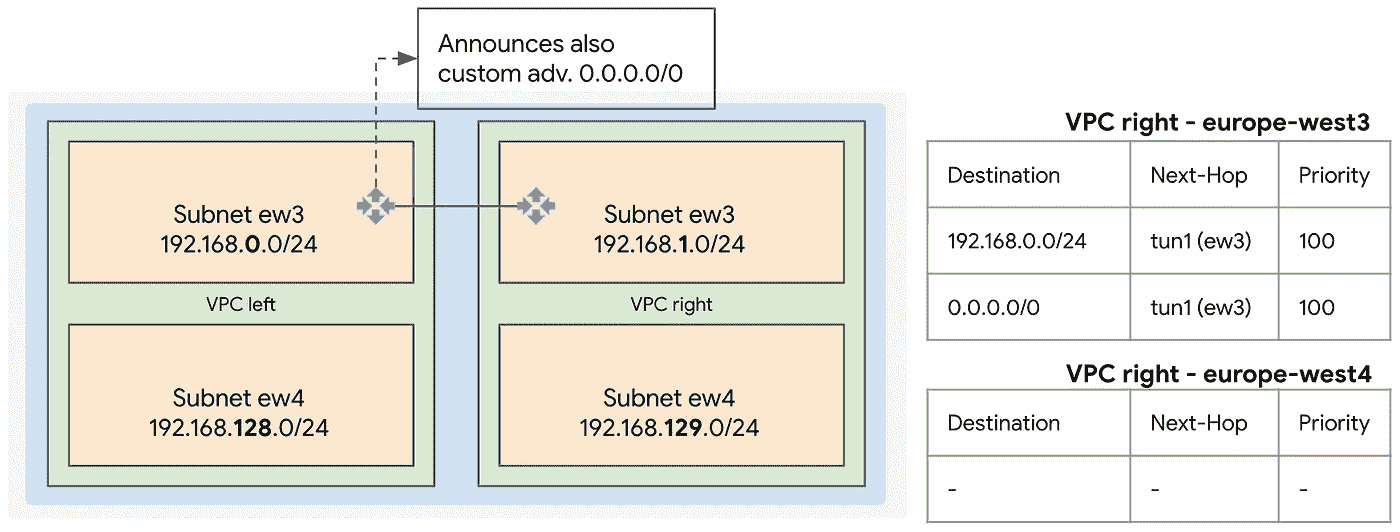 Announces also
custom adv. 0.0.0.0/0
Subnet ew3
192.168.0.0/24
VPC left
Subnet ew4
192.168.128.0/24
Subnet ew3
192.168.1.0/24
VPC right
Subnet ew4
192.168.129.0/24
VPC right - europe-west3
Destination Next-Hop Priority
192.168.0.0/24 tun1 (ew3) 100
0.0.0.0/0 tun1 (ew3) 100
VPC right - europe-west4
Destination Next-Hop Priority
- - -